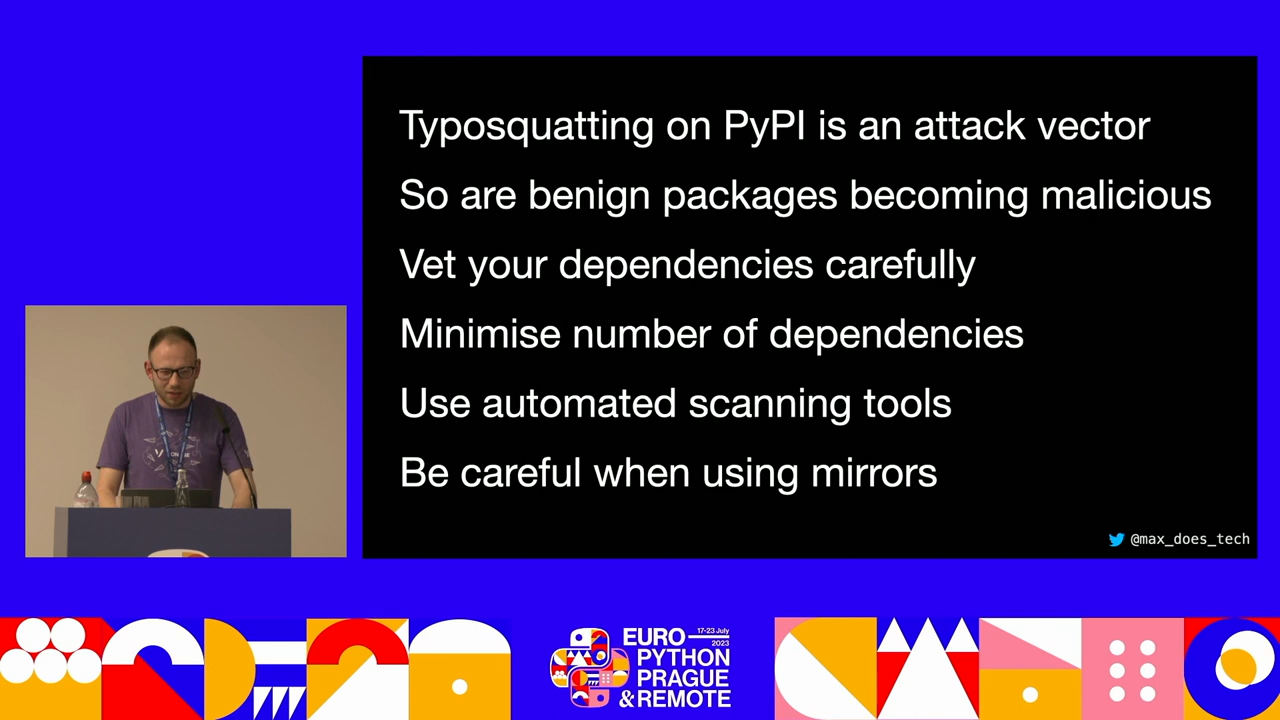 Typosquatting on PyPI is an attack vector
So are benign packages becoming malicious
Vet your dependencies carefully
Minimise number of dependencies
Use automated scanning tools
Be careful when using mirrors
@max_does_tech
EURO
17-23 July
2023
PYTHON
PRAGUE
& REMOTE